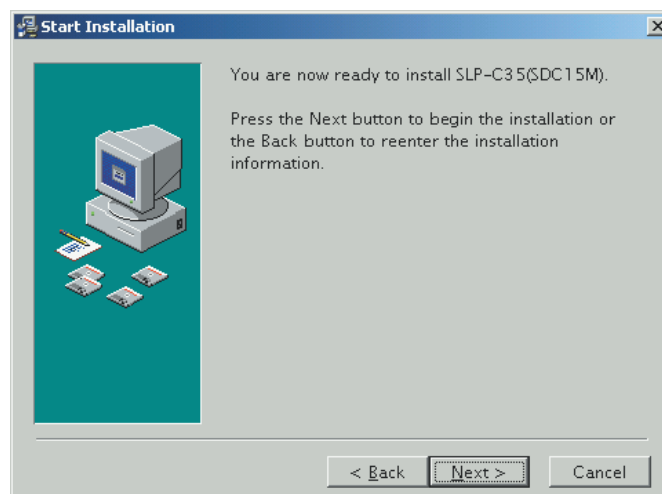 Start Installation
You are now ready to install SLP-C35(SDC15M).
Press the Next button to begin the installation or
the Back button to reenter the installation
information.
< Back
Next >
Cancel